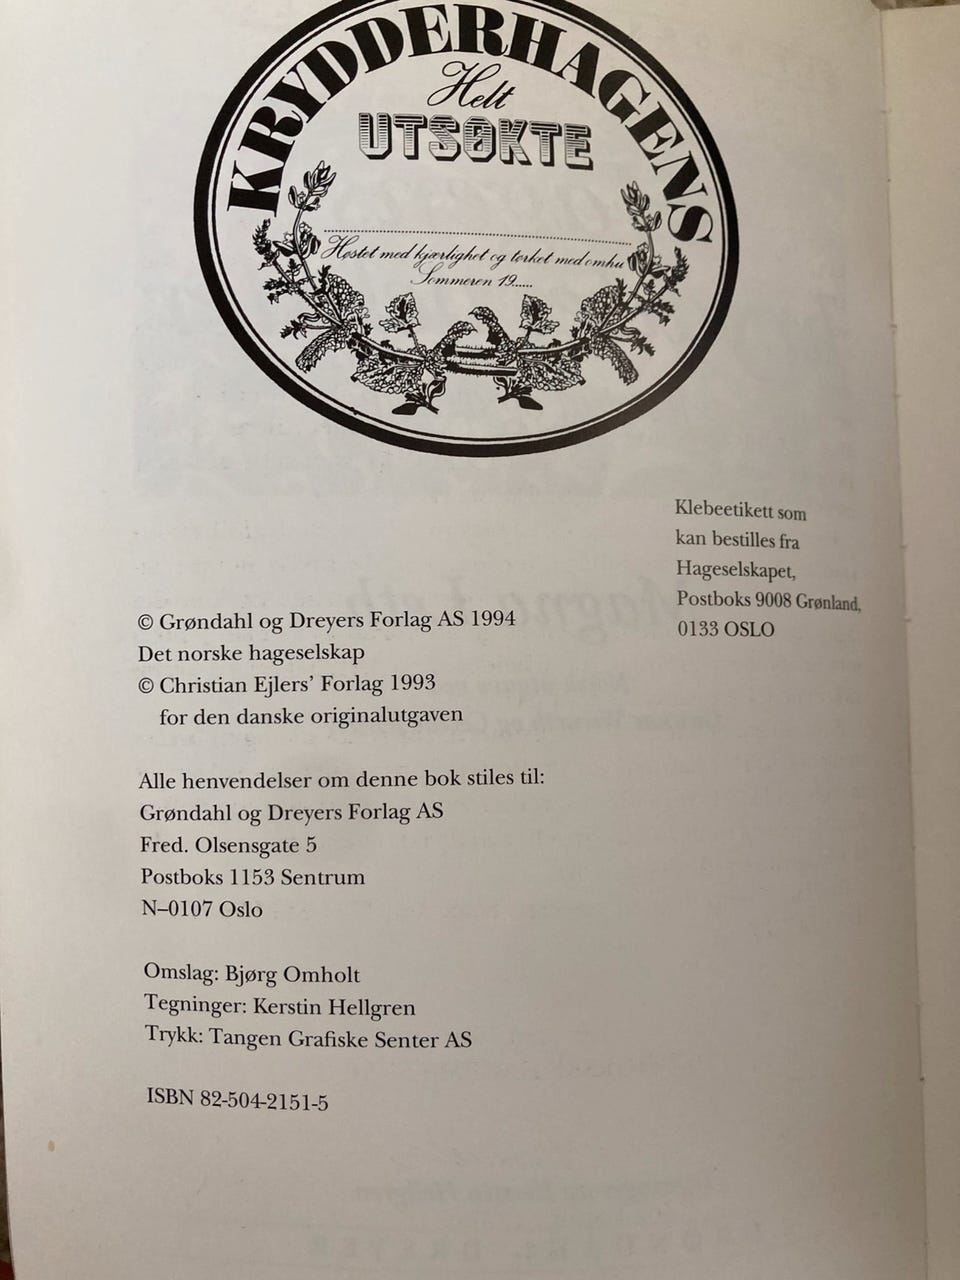 KRYDDERHAGENS
Helt
UTSØKTE
Høstet med kjærlighet og tørket med omhu
Sommeren 19......
Klebeetikett som
kan bestilles fra
Hageselskapet,
Postboks 9008 Grønland,
0133 OSLO
© Grøndahl og Dreyers Forlag AS 1994
Det norske hageselskap
© Christian Ejlers’ Forlag 1993
for den danske originalutgaven
Alle henvendelser om denne bok stiles til:
Grøndahl og Dreyers Forlag AS
Fred. Olsensgate 5
Postboks 1153 Sentrum
N–0107 Oslo
Omslag: Bjørg Omholt
Tegninger: Kerstin Hellgren
Trykk: Tangen Grafiske Senter AS
ISBN 82-504-2151-5